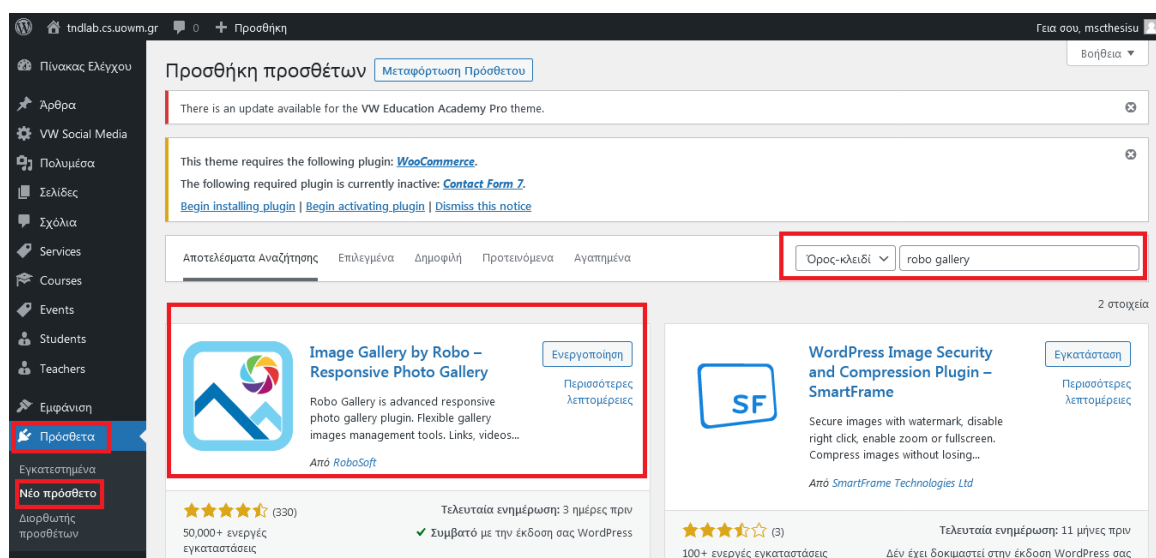 tndlab.cs.uowm.gr 0 + Προσθήκη Γεια σου, mscthesisu
Πίνακας Ελέγχου
Άρθρα
VW Social Media
Πολυμέσα
Σελίδες
Σχόλια
Services
Courses
Events
Students
Teachers
Εμφάνιση
Πρόσθετα
Εγκατεστημένα
Νέο πρόσθετο
Διορθωτής
προσθέτων
Βοήθεια
Προσθήκη προσθέτων Μεταφόρτωση Πρόσθετου
There is an update available for the VW Education Academy Pro theme.
This theme requires the following plugin: WooCommerce.
The following required plugin is currently inactive: Contact Form 7.
Begin installing plugin | Begin activating plugin | Dismiss this notice
Αποτελέσματα Αναζήτησης Επιλεγμένα Δημοφιλή Προτεινόμενα Αγαπημένα Όρος-κλειδί robo gallery
2 στοιχεία
Image Gallery by Robo –
Responsive Photo Gallery
Robo Gallery is advanced responsive
photo gallery plugin. Flexible gallery
images management tools. Links, videos...
Από RoboSoft
Ενεργοποίηση
Περισσότερες
λεπτομέρειες
(330)
50,000+ ενεργές
εγκαταστάσεις
Τελευταία ενημέρωση: 3 ημέρες πριν
✔ Συμβατό με την έκδοση σας WordPress
SF
WordPress Image Security
and Compression Plugin –
SmartFrame
Secure images with watermark, disable
right click, enable zoom or fullscreen.
Compress images without losing...
Από SmartFrame Technologies Ltd
Εγκατάσταση
Περισσότερες
λεπτομέρειες
(3)
100+ ενεργές εγκαταστάσεις
Τελευταία ενημέρωση: 11 μήνες πριν
Δέν έχει δοκιμαστεί στην έκδοση WordPress σας